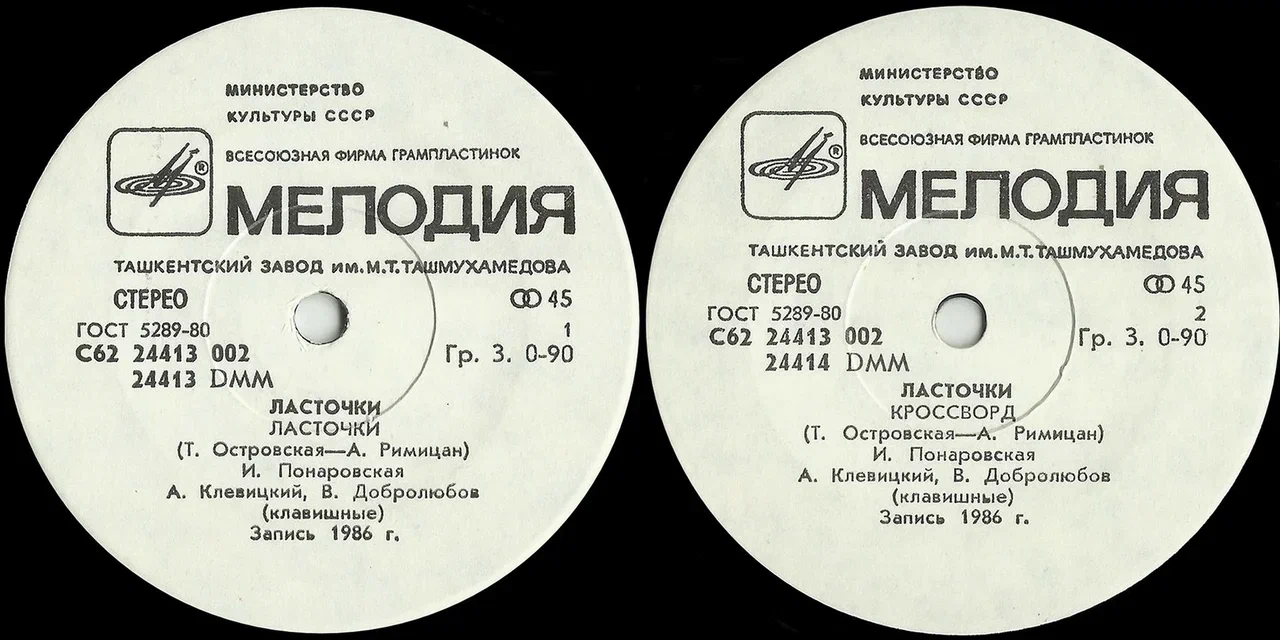 МИНИСТЕРСТВО
КУЛЬТУРЫ СССР
ВСЕСОЮЗНАЯ ФИРМА ГРАМПЛАСТИНОК
®
МЕЛОДИЯ
ТАШКЕНТСКИЙ ЗАВОД им. М.Т. ТАШМУХАМЕДОВА
СТЕРЕО 45
ГОСТ 5289-80 1
С62 24413 002 Гр. 3. 0-90
24413 DMM
ЛАСТОЧКИ
ЛАСТОЧКИ
(Т. Островская—А. Римицан)
И. Понаровская
А. Клевицкий, В. Добролюбов
(клавишные)
Запись 1986 г.
МИНИСТЕРСТВО
КУЛЬТУРЫ СССР
ВСЕСОЮЗНАЯ ФИРМА ГРАМПЛАСТИНОК
®
МЕЛОДИЯ
ТАШКЕНТСКИЙ ЗАВОД им. М.Т. ТАШМУХАМЕДОВА
СТЕРЕО 45
ГОСТ 5289-80 2
С62 24413 002 Гр. 3. 0-90
24414 DMM
ЛАСТОЧКИ
КРОССВОРД
(Т. Островская—А. Римицан)
И. Понаровская
А. Клевицкий, В. Добролюбов
(клавишные)
Запись 1986 г.